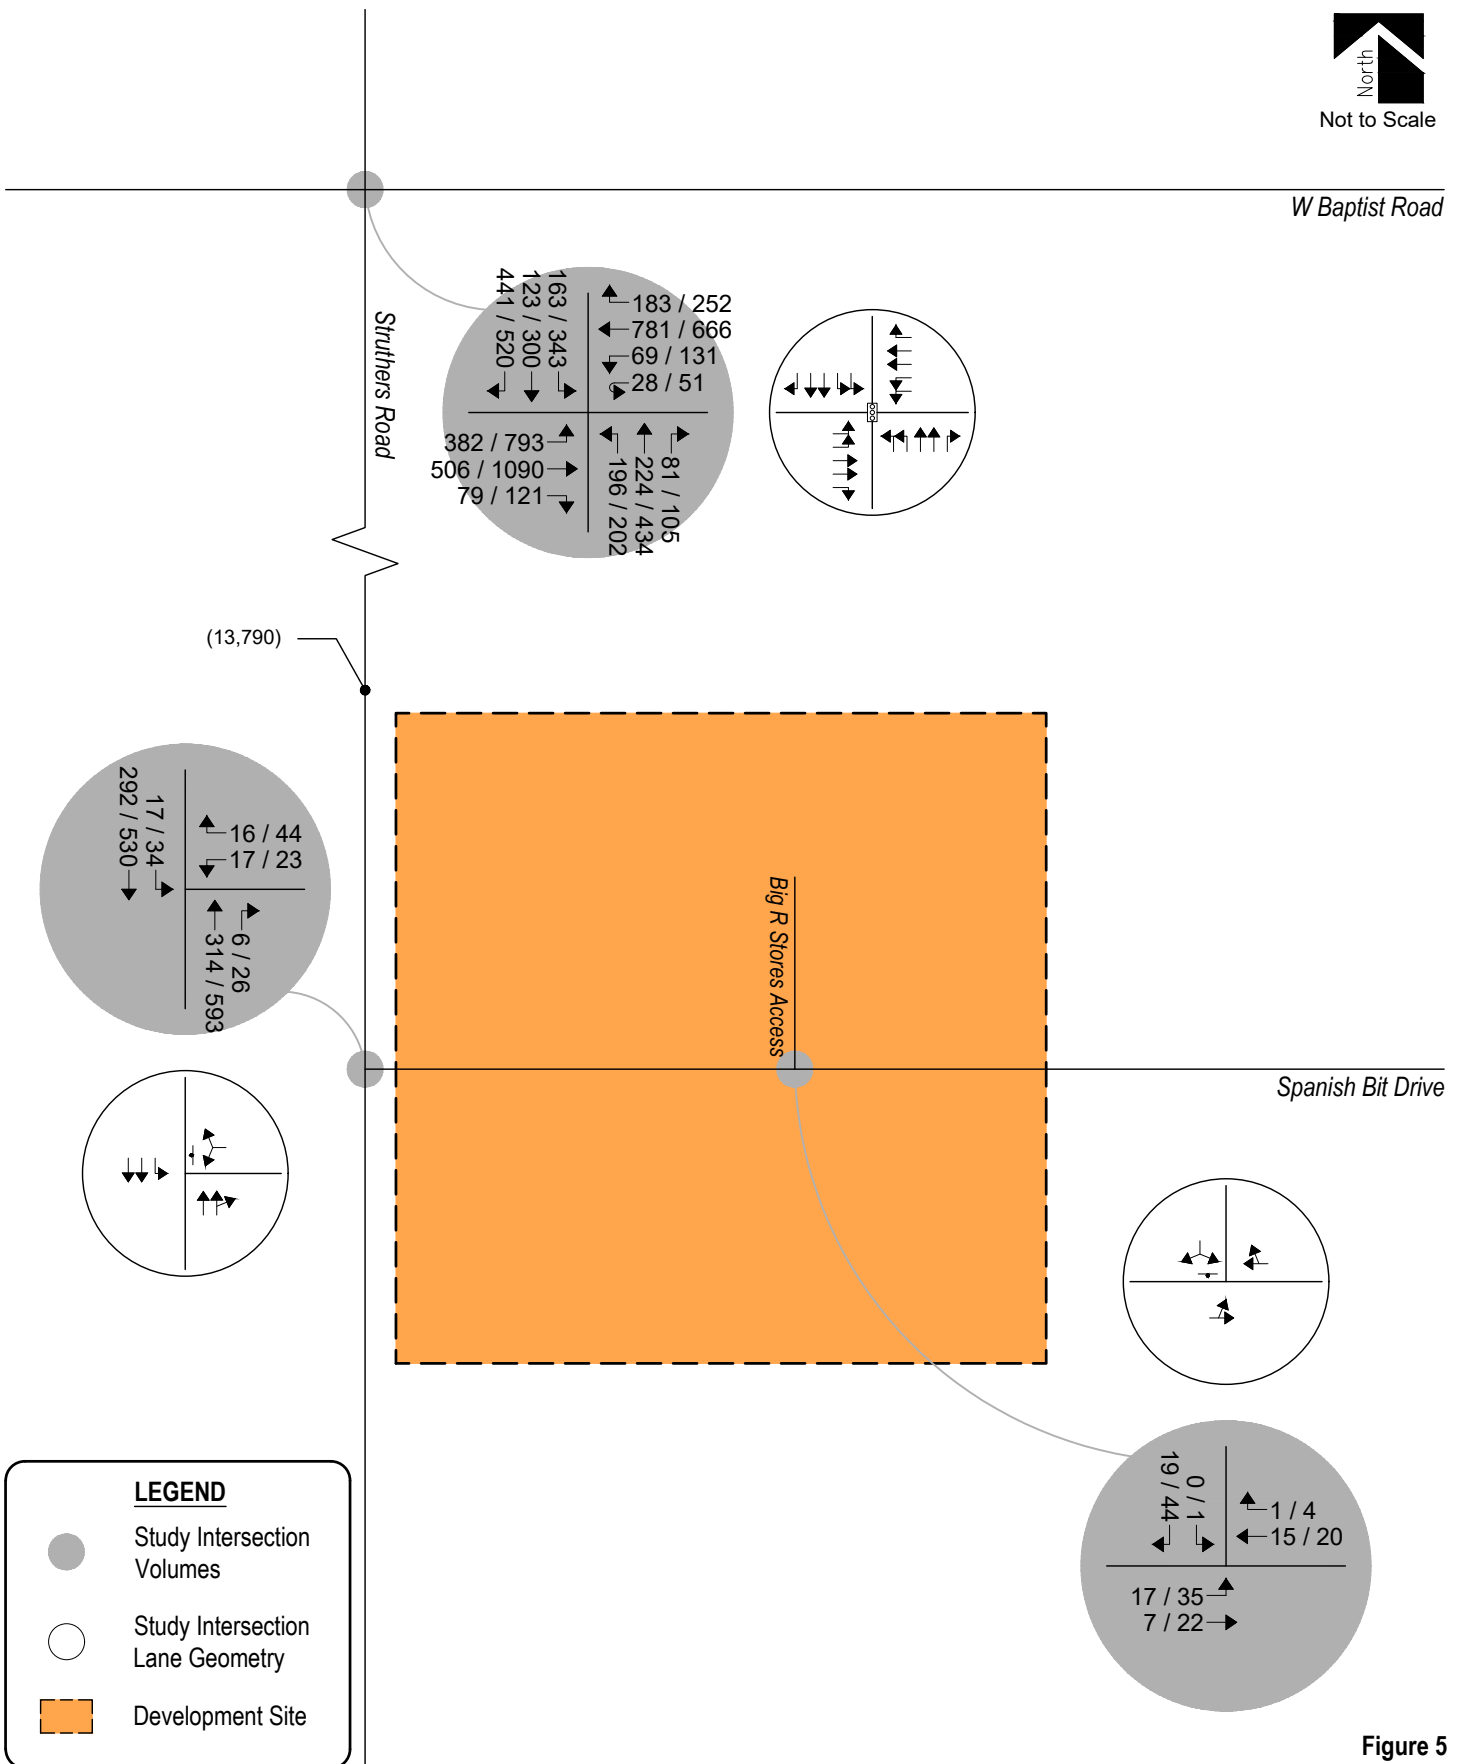 North
Not to Scale
W Baptist Road
Struthers Road
441 / 520
123 / 300
163 / 343
183 / 252
781 / 666
69 / 131
28 / 51
382 / 793
506 / 1090
79 / 121
196 / 202
224 / 434
81 / 105
(13,790)
292 / 530
17 / 34
16 / 44
17 / 23
314 / 593
6 / 26
Big R Stores Access
Spanish Bit Drive
19 / 44
0 / 1
1 / 4
15 / 20
17 / 35
7 / 22
LEGEND
Study Intersection
Volumes
Study Intersection
Lane Geometry
Development Site
Figure 5